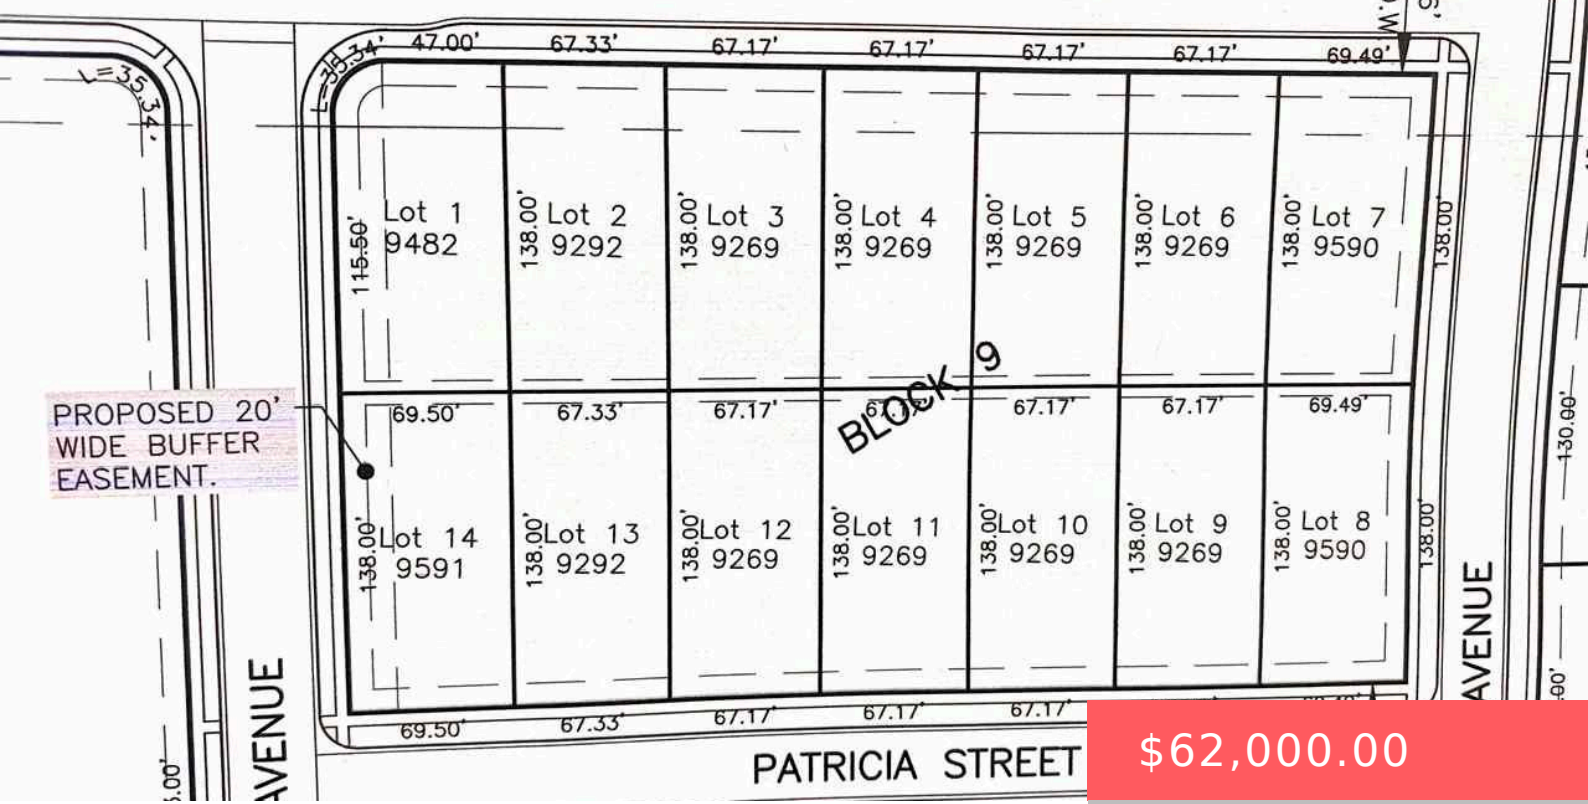 L=35.34'
L=35.34'
47.00' 67.33' 67.17' 67.17' 67.17' 67.17' 69.49'
115.50' 138.00' 138.00' 138.00' 138.00' 138.00' 138.00' 138.00'
Lot 1 Lot 2 Lot 3 Lot 4 Lot 5 Lot 6 Lot 7
9482 9292 9269 9269 9269 9269 9590
BLOCK 9
PROPOSED 20'
WIDE BUFFER
EASEMENT.
69.50' 67.33' 67.17' 67.17' 67.17' 69.49'
130.00'
138.00' 138.00' 138.00' 138.00' 138.00' 138.00' 138.00' 138.00'
Lot 14 Lot 13 Lot 12 Lot 11 Lot 10 Lot 9 Lot 8
9591 9292 9269 9269 9269 9269 9590
69.50' 67.33' 67.17' 67.17' 67.17'
AVENUE
AVENUE
PATRICIA STREET
$62,000.00